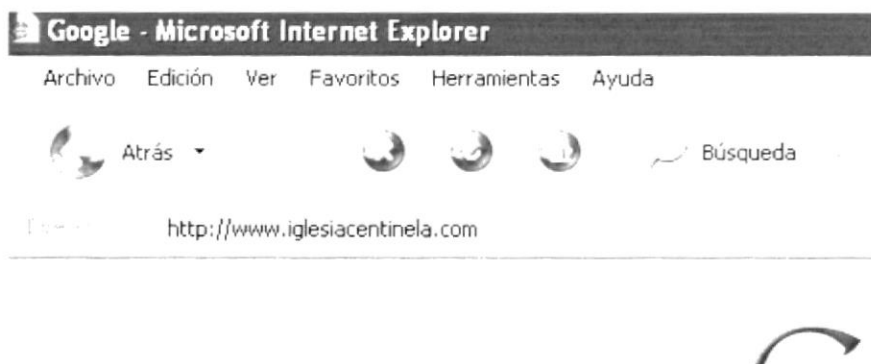 Google - Microsoft Internet Explorer
Archivo Edición Ver Favoritos Herramientas Ayuda
Atrás Búsqueda
http://www.iglesiacentinela.com